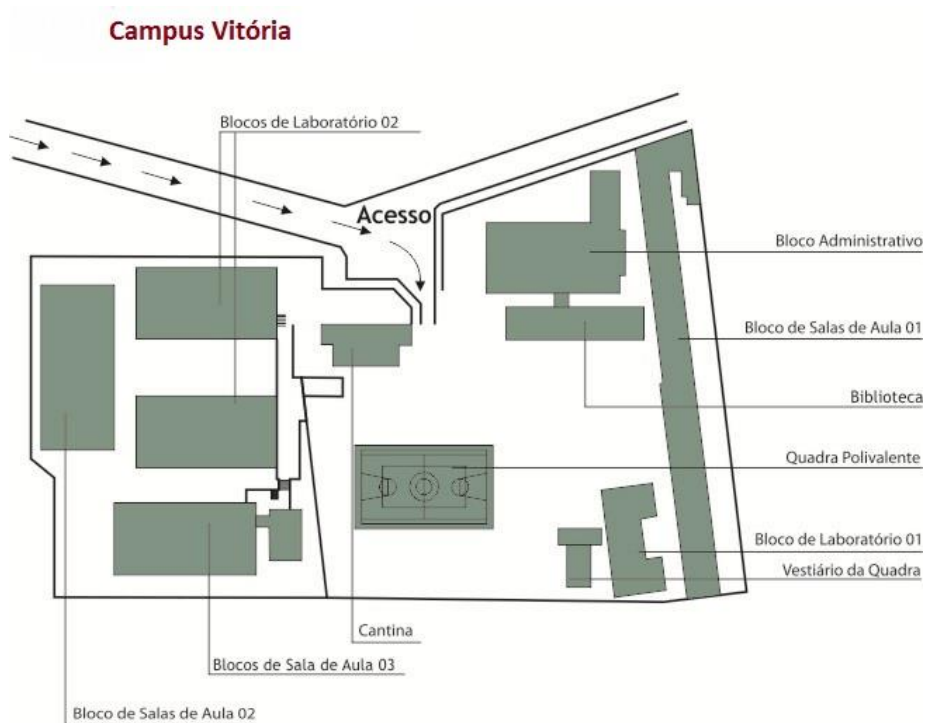 Campus Vitória
Blocos de Laboratório 02
Acesso
Bloco Administrativo
Bloco de Salas de Aula 01
Biblioteca
Quadra Polivalente
Bloco de Laboratório 01
Vestiário da Quadra
Cantina
Blocos de Sala de Aula 03
Bloco de Salas de Aula 02